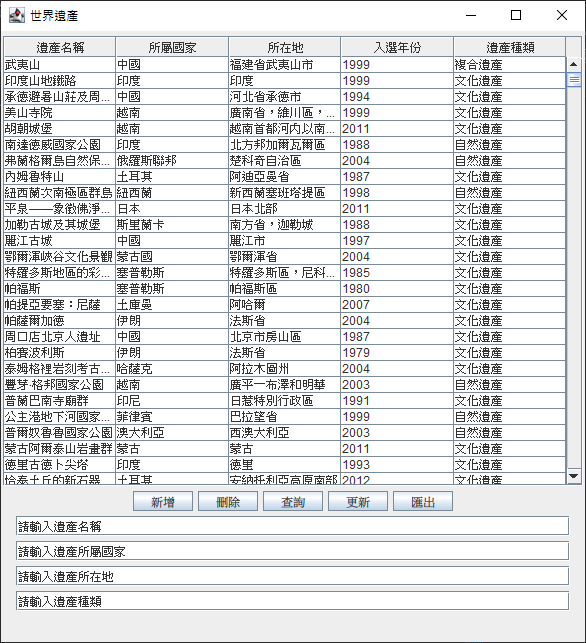 世界遺產
遺產名稱 所屬國家 所在地 入選年份 遺產種類
武夷山 中國 福建省武夷山市 1999 複合遺產
印度山地鐵路 印度 印度 1999 文化遺產
承德避暑山莊及周... 中國 河北省承德市 1994 文化遺產
美山寺院 越南 廣南省，維川區，... 1999 文化遺產
胡朝城堡 越南 越南首都河內以南... 2011 文化遺產
南達德威國家公園 印度 北方邦加爾瓦爾區 1988 自然遺產
弗蘭格爾島自然保... 俄羅斯聯邦 楚科奇自治區 2004 自然遺產
內姆魯特山 土耳其 阿迪亞曼省 1987 文化遺產
紐西蘭次南極區群島 紐西蘭 新西蘭塞班塔提區 1998 自然遺產
平泉——象徵佛淨... 日本 日本北部 2011 文化遺產
加勒古城及其城堡 斯里蘭卡 南方省，迦勒城 1988 文化遺產
麗江古城 中國 麗江市 1997 文化遺產
鄂爾渾峽谷文化景觀 蒙古國 鄂爾渾省 2004 文化遺產
特羅多斯地區的彩... 塞普勒斯 特羅多斯區，尼科... 1985 文化遺產
帕福斯 塞普勒斯 帕福斯區 1980 文化遺產
帕提亞要塞：尼薩 土庫曼 阿哈爾 2007 文化遺產
帕薩爾加德 伊朗 法斯省 2004 文化遺產
周口店北京人遺址 中國 北京市房山區 1987 文化遺產
柏賽波利斯 伊朗 法斯省 1979 文化遺產
泰姆格裡岩刻考古... 哈薩克 阿拉木圖州 2004 文化遺產
豐芽-格邦國家公園 越南 廣平一布澤和明華 2003 自然遺產
普蘭巴南寺廟群 印尼 日惹特別行政區 1991 文化遺產
公主港地下河國家... 菲律賓 巴拉望省 1999 自然遺產
普爾奴魯魯國家公園 澳大利亞 西澳大利亞 2003 自然遺產
蒙古阿爾泰山岩畫群 蒙古 蒙古 2011 文化遺產
德里古德卜尖塔 印度 德里 1993 文化遺產
恰泰土丘的新石器... 土耳其 安納托利亞高原南部 2012 文化遺產
新增 刪除 查詢 更新 匯出
請輸入遺產名稱
請輸入遺產所屬國家
請輸入遺產所在地
請輸入遺產種類